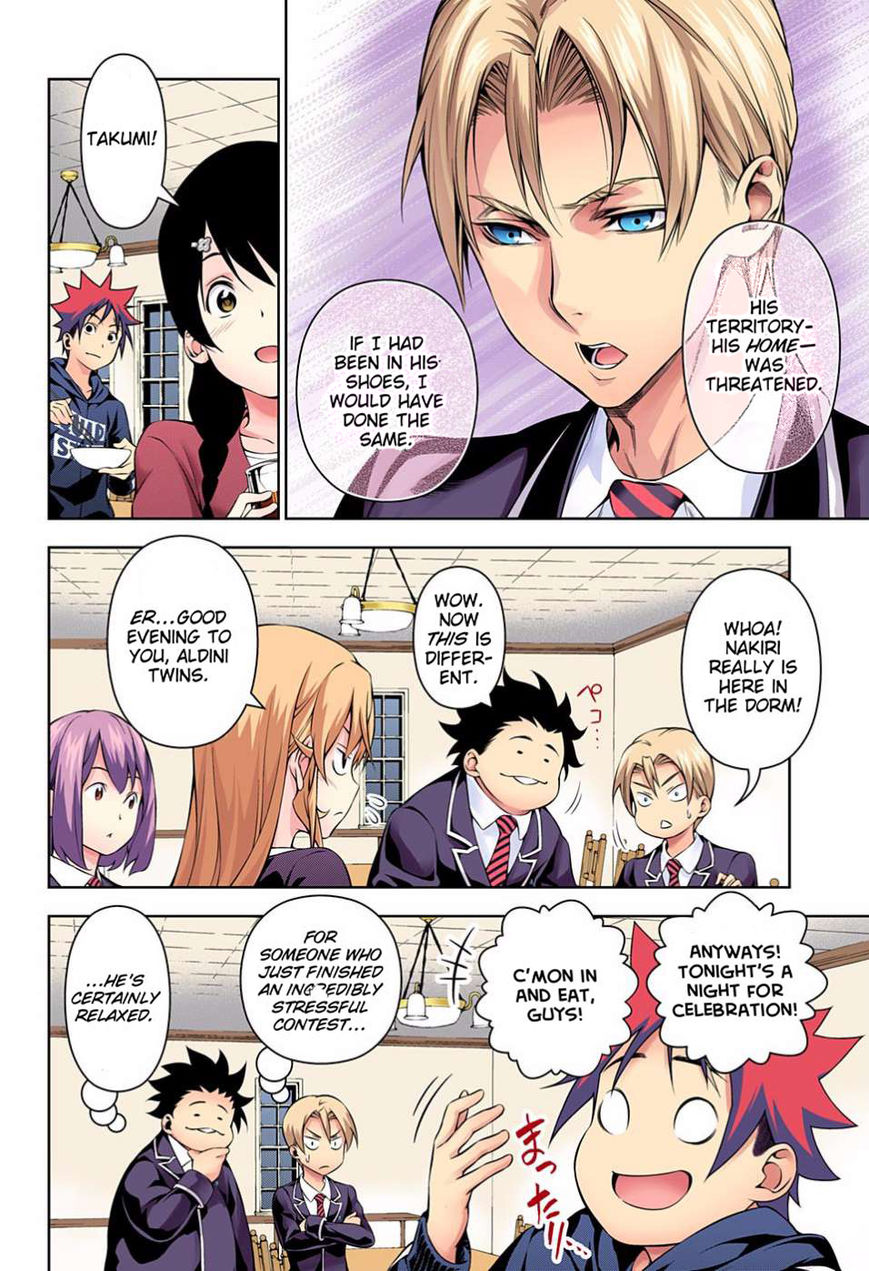 HIS
TERRITORY-
HIS HOME—
WAS
THREATENED.
IF I HAD
BEEN IN HIS
SHOES, I
WOULD HAVE
DONE THE
SAME.
TAKUMI!
WHOA!
NAKIRI
REALLY IS
HERE IN
THE DORM!
ペコ…
WOW.
NOW
THIS IS
DIFFER-
ENT.
ER...GOOD
EVENING TO
YOU, ALDINI
TWINS.
ANYWAYS!
TONIGHT'S A
NIGHT FOR
CELEBRATION!
C'MON IN
AND EAT,
GUYS!
まったり…
FOR
SOMEONE WHO
JUST FINISHED
AN INCREDIBLY
STRESSFUL
CONTEST...
...HE'S
CERTAINLY
RELAXED.